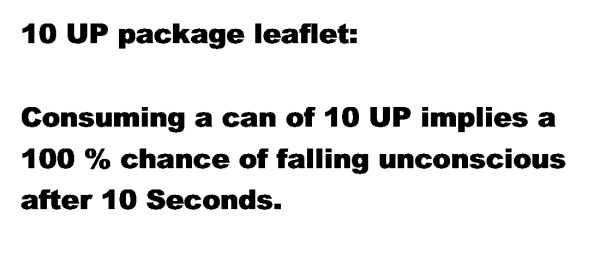 10 UP package leaflet:
Consuming a can of 10 UP implies a
100 % chance of falling unconscious
after 10 Seconds.